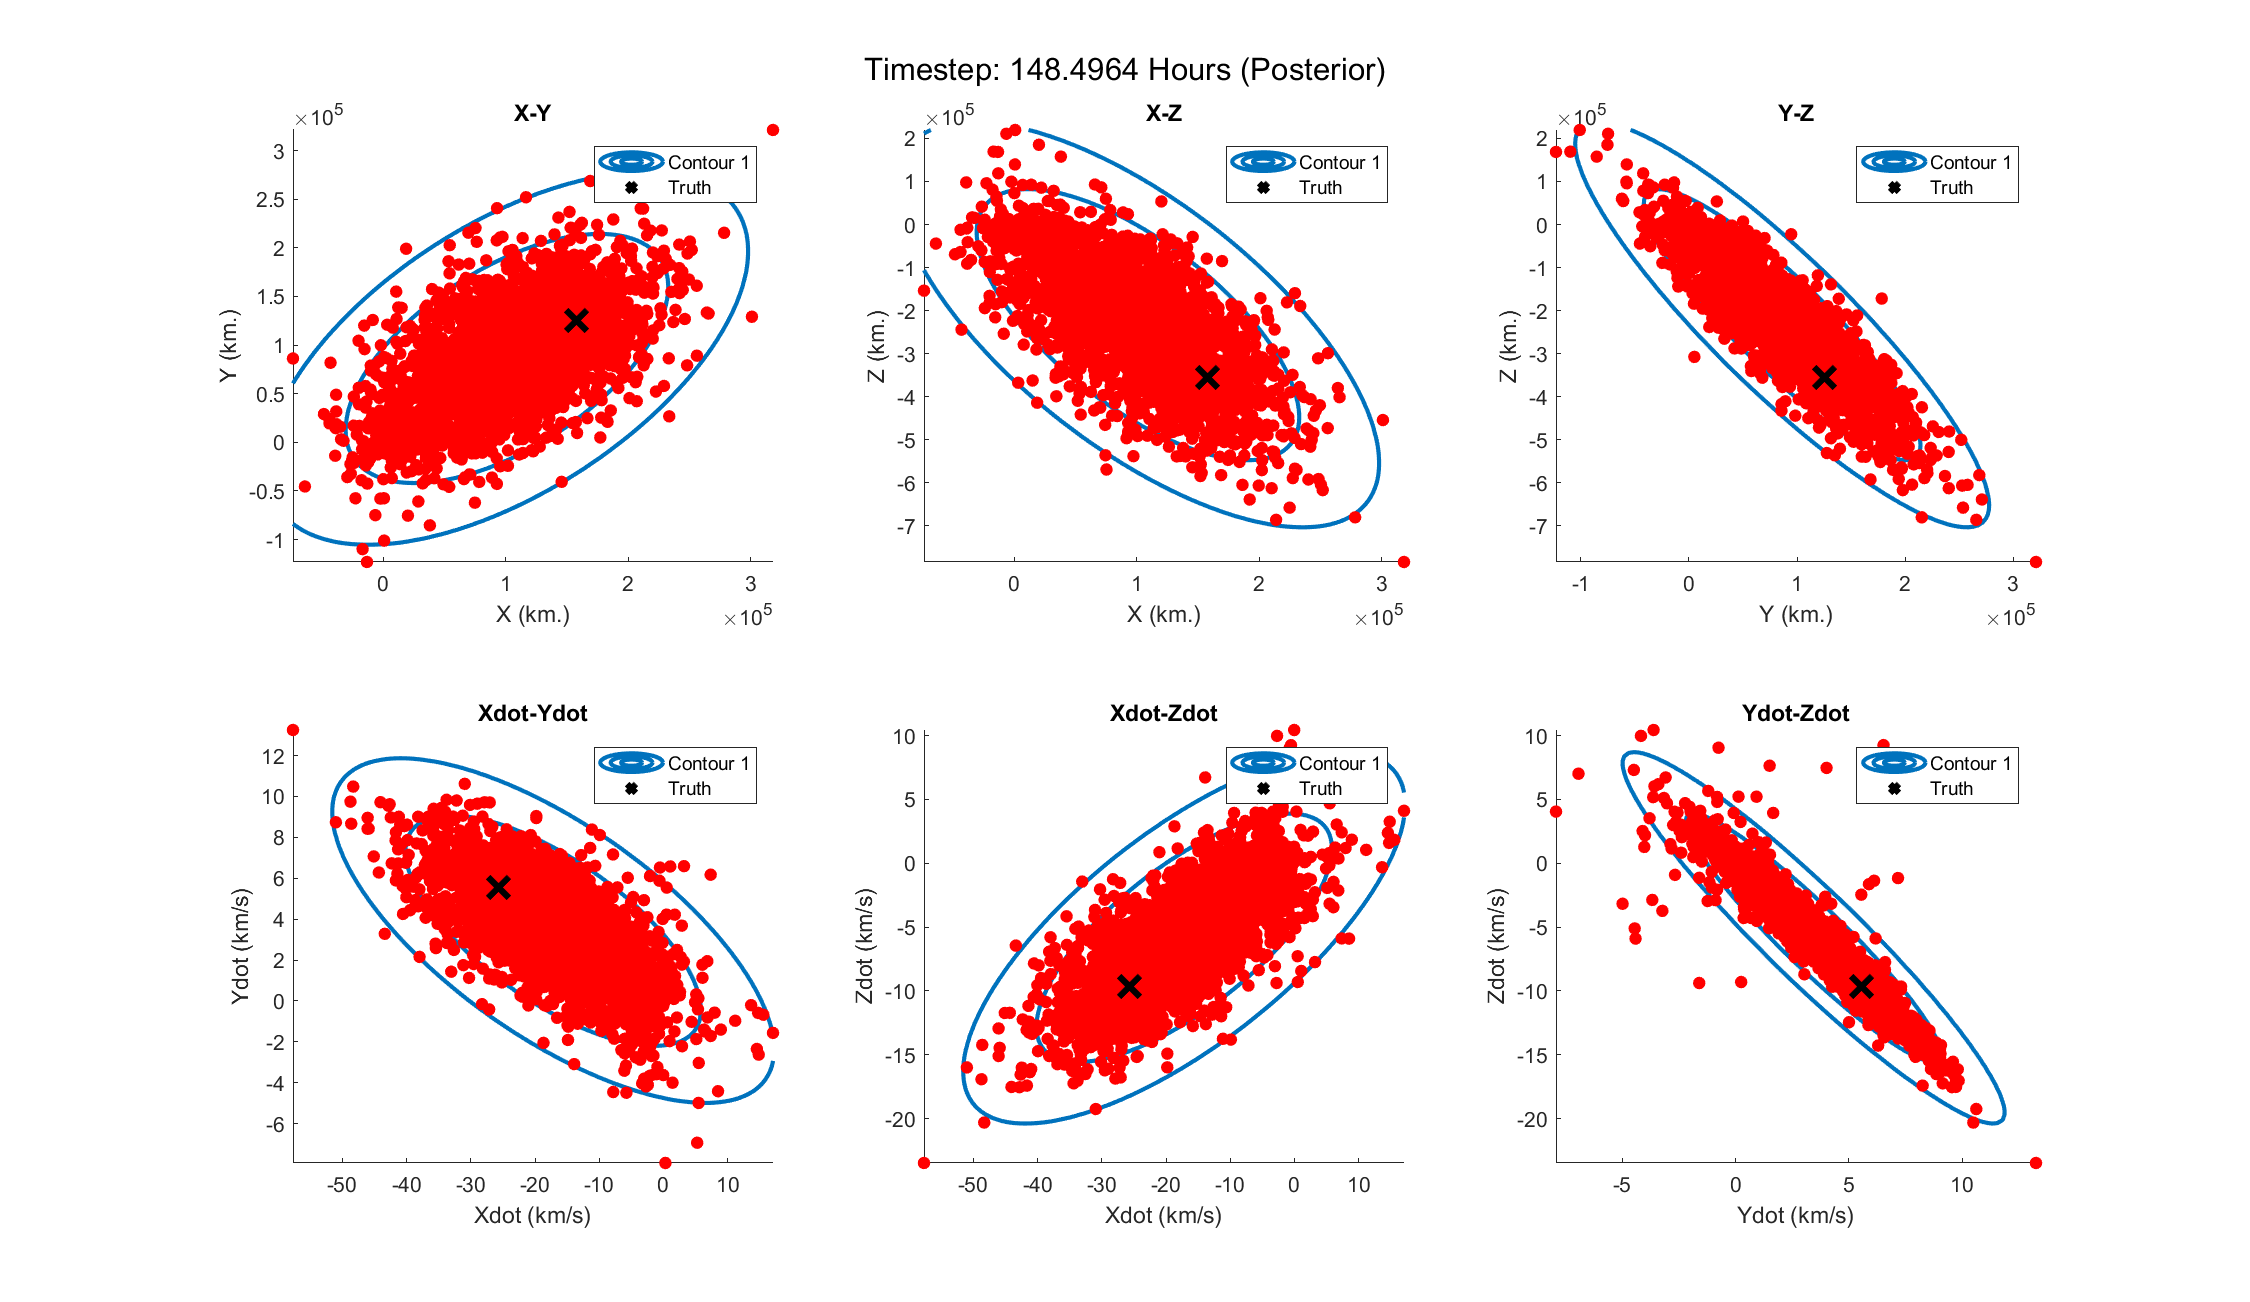 Timestep: 148.4964 Hours (Posterior)
X-Y
×10^5
3
2.5
2
1.5
1
0.5
0
-0.5
-1
Y (km.)
0 1 2 3
×10^5
X (km.)
Contour 1
Truth
X-Z
×10^5
2
1
0
-1
-2
-3
-4
-5
-6
-7
Z (km.)
0 1 2 3
×10^5
X (km.)
Contour 1
Truth
Y-Z
×10^5
2
1
0
-1
-2
-3
-4
-5
-6
-7
Z (km.)
-1 0 1 2 3
×10^5
Y (km.)
Contour 1
Truth
Xdot-Ydot
12
10
8
6
4
2
0
-2
-4
-6
Ydot (km/s)
-50 -40 -30 -20 -10 0 10
Xdot (km/s)
Contour 1
Truth
Xdot-Zdot
10
5
0
-5
-10
-15
-20
Zdot (km/s)
-50 -40 -30 -20 -10 0 10
Xdot (km/s)
Contour 1
Truth
Ydot-Zdot
10
5
0
-5
-10
-15
-20
Zdot (km/s)
-5 0 5 10
Ydot (km/s)
Contour 1
Truth